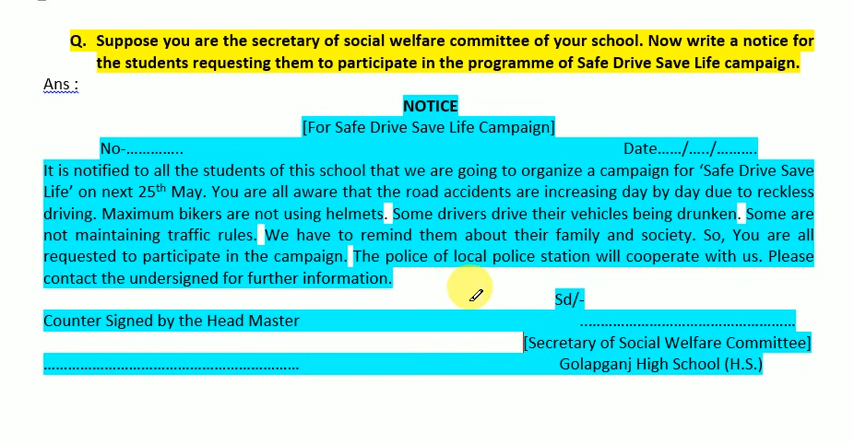 Q. Suppose you are the secretary of social welfare committee of your school. Now write a notice for
the students requesting them to participate in the programme of Safe Drive Save Life campaign.
Ans :
NOTICE
[For Safe Drive Save Life Campaign]
No-............. Date....../...../..........
It is notified to all the students of this school that we are going to organize a campaign for ‘Safe Drive Save
Life’ on next 25th May. You are all aware that the road accidents are increasing day by day due to reckless
driving. Maximum bikers are not using helmets. Some drivers drive their vehicles being drunken. Some are
not maintaining traffic rules. We have to remind them about their family and society. So, You are all
requested to participate in the campaign. The police of local police station will cooperate with us. Please
contact the undersigned for further information.
Sd/-
Counter Signed by the Head Master ....................................................
[Secretary of Social Welfare Committee]
............................................................... Golapganj High School (H.S.)